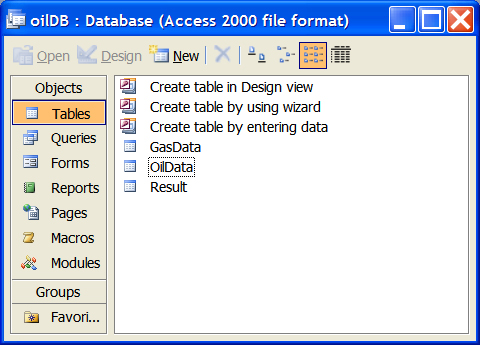 oilDB : Database (Access 2000 file format)
Open Design New
Objects
Tables
Queries
Forms
Reports
Pages
Macros
Modules
Groups
Favori...
Create table in Design view
Create table by using wizard
Create table by entering data
GasData
OilData
Result